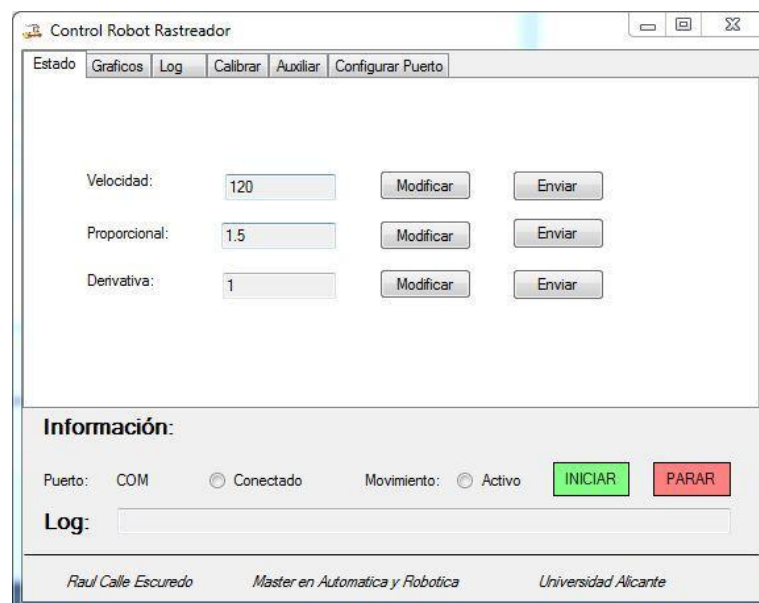 Control Robot Rastreador
Estado Graficos Log Calibrar Auxiliar Configurar Puerto
Velocidad: 120 Modificar Enviar
Proporcional: 1.5 Modificar Enviar
Derivativa: 1 Modificar Enviar
Información:
Puerto: COM Conectado Movimiento: Activo INICIAR PARAR
Log:
Raul Calle Escuredo Master en Automatica y Robotica Universidad Alicante